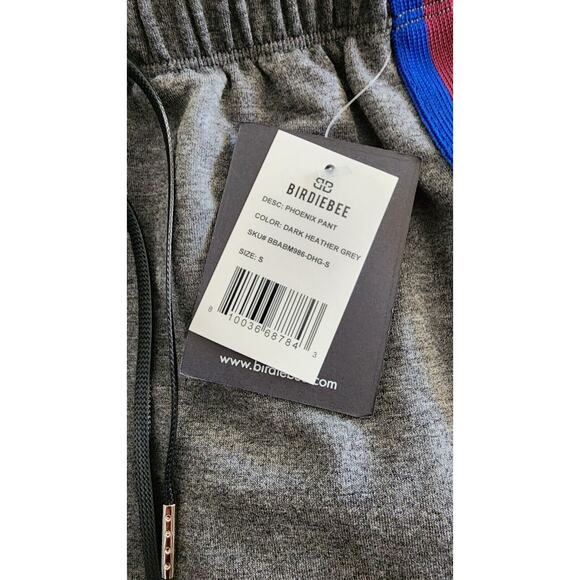 BIRDIEBEE
DESC: PHOENIX PANT
COLOR: DARK HEATHER GREY
SKU# BBABM986-DHG-S
SIZE: S
8 10036 68784 3
www.birdiebee.com